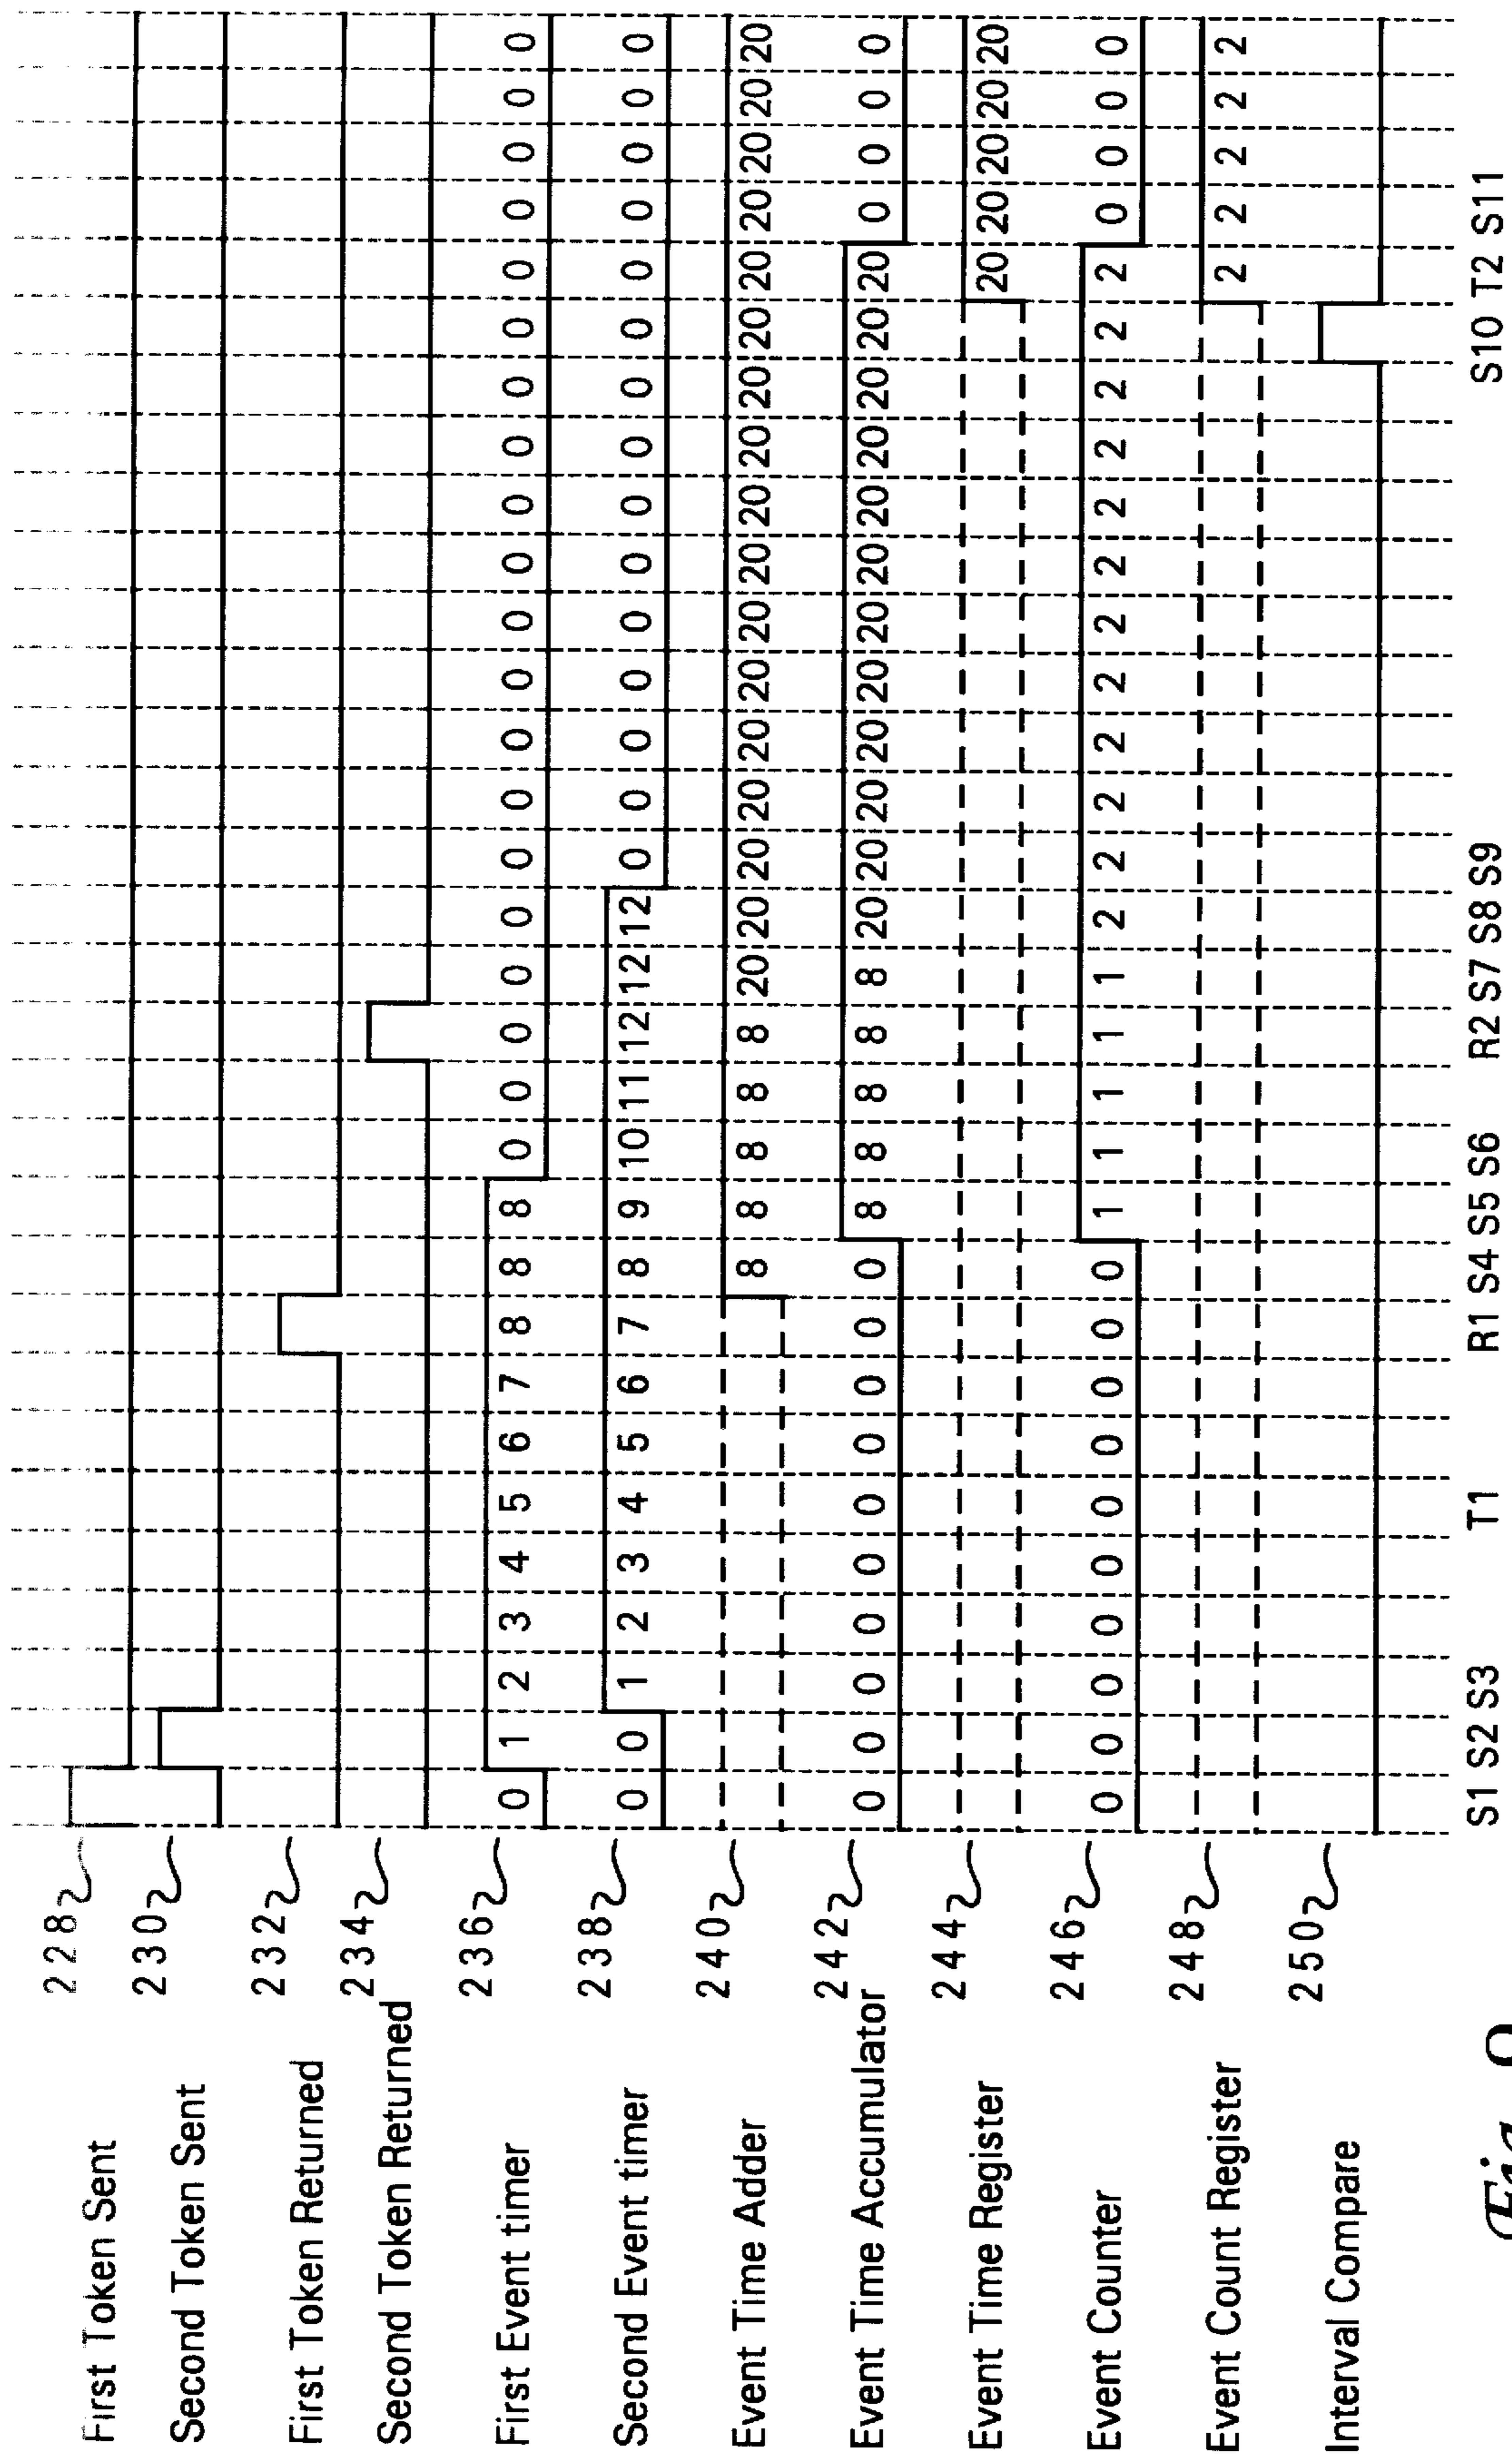 First Token Sent 228
Second Token Sent 230
First Token Returned 232
Second Token Returned 234
First Event timer 236 0 1 2 3 4 5 6 7 8 8 8 0 0 0 0 0 0 0 0 0 0 0 0 0 0 0 0 0 0 0 0
Second Event timer 238 0 0 1 2 3 4 5 6 7 8 9 10 11 12 12 12 0 0 0 0 0 0 0 0 0 0 0 0 0 0 0
Event Time Adder 240 8 8 8 8 8 20 20 20 20 20 20 20 20 20 20 20 20 20 20 20 20 20
Event Time Accumulator 242 0 0 0 0 0 0 0 0 0 0 8 8 8 8 8 20 20 20 20 20 20 20 20 20 20 20 20 0 0 0 0
Event Time Register 244 20 20 20 20 20
Event Counter 246 0 0 0 0 0 0 0 0 0 0 1 1 1 1 1 2 2 2 2 2 2 2 2 2 2 2 2 0 0 0 0
Event Count Register 248 2 2 2 2 2
Interval Compare 250
S1 S2 S3 T1 R1 S4 S5 S6 R2 S7 S8 S9 S10 T2 S11
Fig.